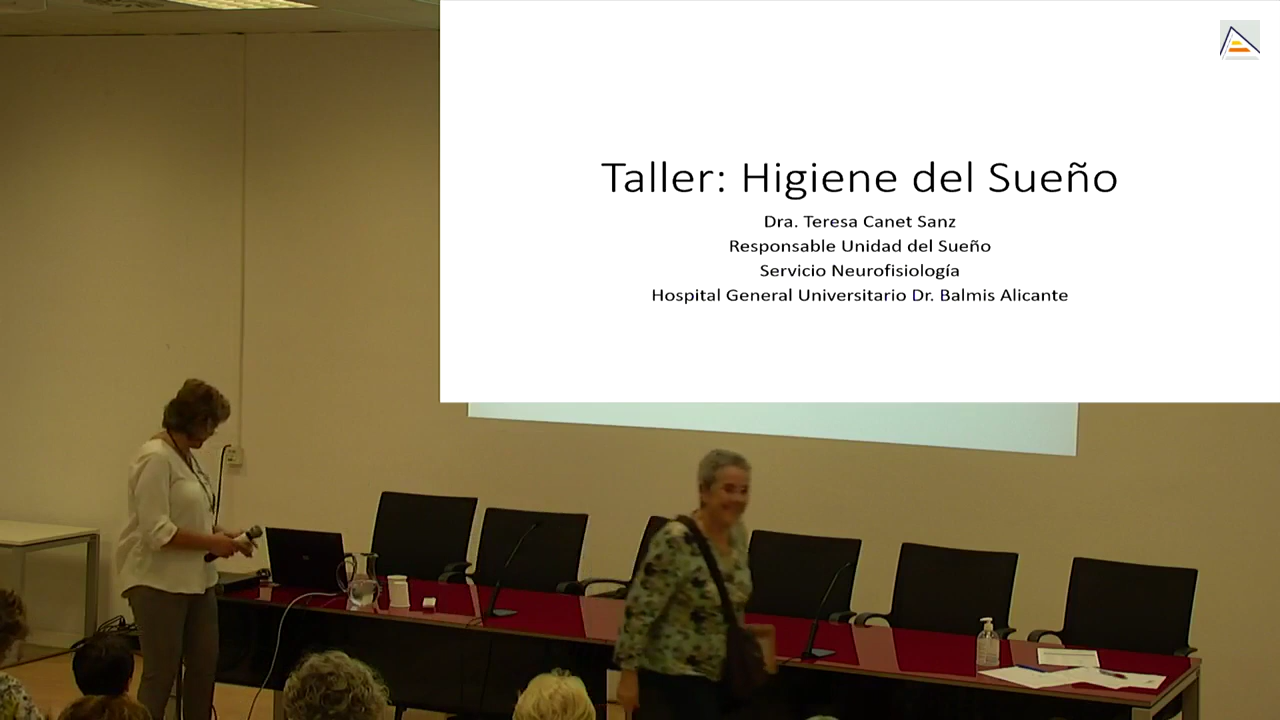 Taller: Higiene del Sueño
Dra. Teresa Canet Sanz
Responsable Unidad del Sueño
Servicio Neurofisiología
Hospital General Universitario Dr. Balmis Alicante